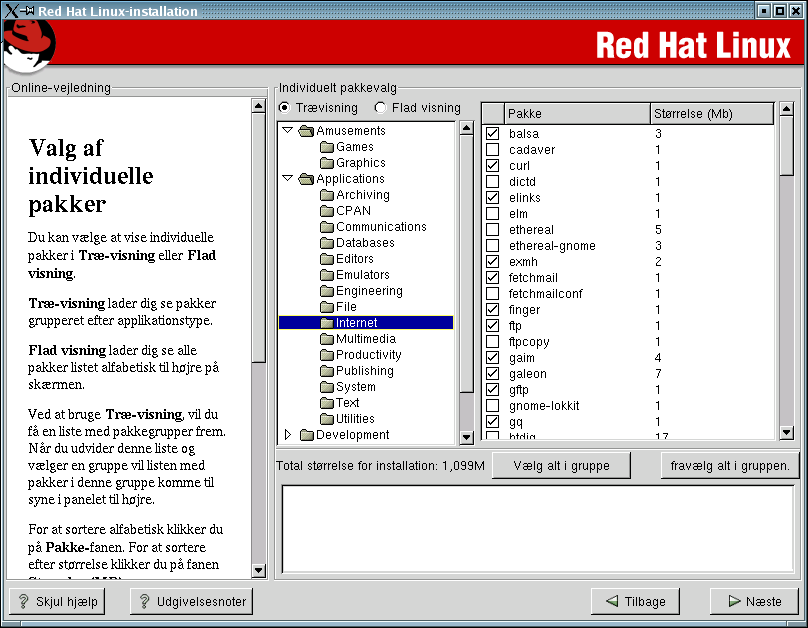 Red Hat Linux-installation
Red Hat Linux
Online-vejledning
Valg af
individuelle
pakker
Du kan vælge at vise individuelle
pakker i Træ-visning eller Flad
visning.
Træ-visning lader dig se pakker
grupperet efter applikationstype.
Flad visning lader dig se alle
pakker listet alfabetisk til højre på
skærmen.
Ved at bruge Træ-visning, vil du
få en liste med pakkegrupper frem.
Når du udvider denne liste og
vælger en gruppe vil listen med
pakker i denne gruppe komme til
syne i panelet til højre.
For at sortere alfabetisk klikker du
på Pakke-fanen. For at sortere
efter størrelse klikker du på fanen
Individuelt pakkevalg
Trævisning Flad visning
Amusements
Games
Graphics
Applications
Archiving
CPAN
Communications
Databases
Editors
Emulators
Engineering
File
Internet
Multimedia
Productivity
Publishing
System
Text
Utilities
Development
Pakke Størrelse (Mb)
balsa 3
cadaver 1
curl 1
dictd 1
elinks 1
elm 1
ethereal 5
ethereal-gnome 3
exmh 2
fetchmail 1
fetchmailconf 1
finger 1
ftp 1
ftpcopy 1
gaim 4
galeon 7
gftp 1
gnome-lokkit 1
gq 1
htdig 17
Total størrelse for installation: 1,099M
Vælg alt i gruppe
fravælg alt i gruppen.
? Skjul hjælp
? Udgivelsesnoter
Tilbage
Næste